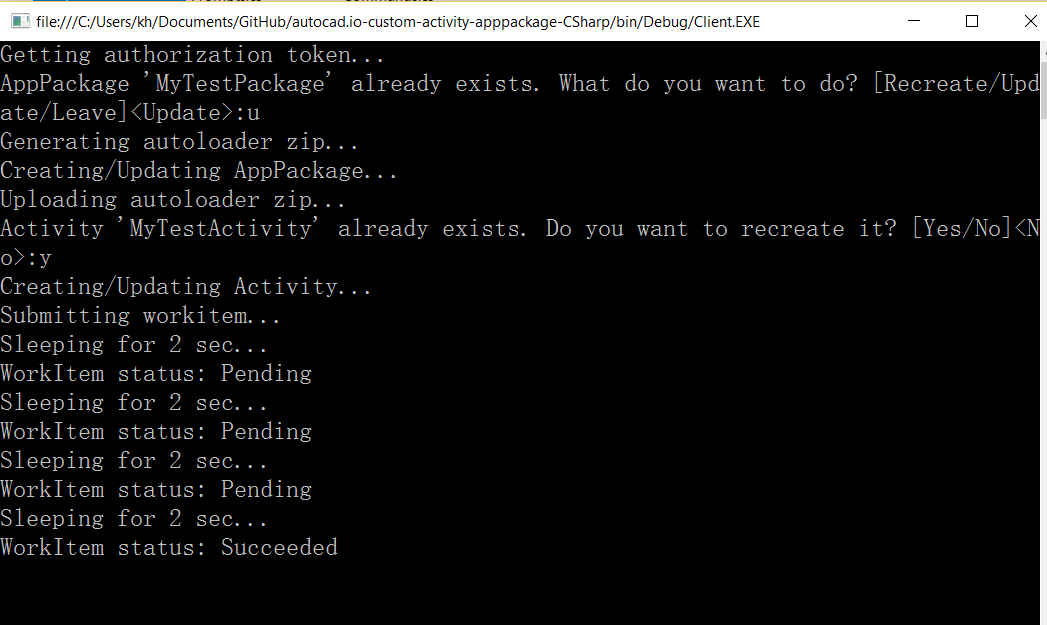 file:///C:/Users/kh/Documents/GitHub/autocad.io-custom-activity-apppackage-CSharp/bin/Debug/Client.EXE
Getting authorization token...
AppPackage 'MyTestPackage' already exists. What do you want to do? [Recreate/Upd
ate/Leave]<Update>:u
Generating autoloader zip...
Creating/Updating AppPackage...
Uploading autoloader zip...
Activity 'MyTestActivity' already exists. Do you want to recreate it? [Yes/No]<N
o>:y
Creating/Updating Activity...
Submitting workitem...
Sleeping for 2 sec...
WorkItem status: Pending
Sleeping for 2 sec...
WorkItem status: Pending
Sleeping for 2 sec...
WorkItem status: Pending
Sleeping for 2 sec...
WorkItem status: Succeeded